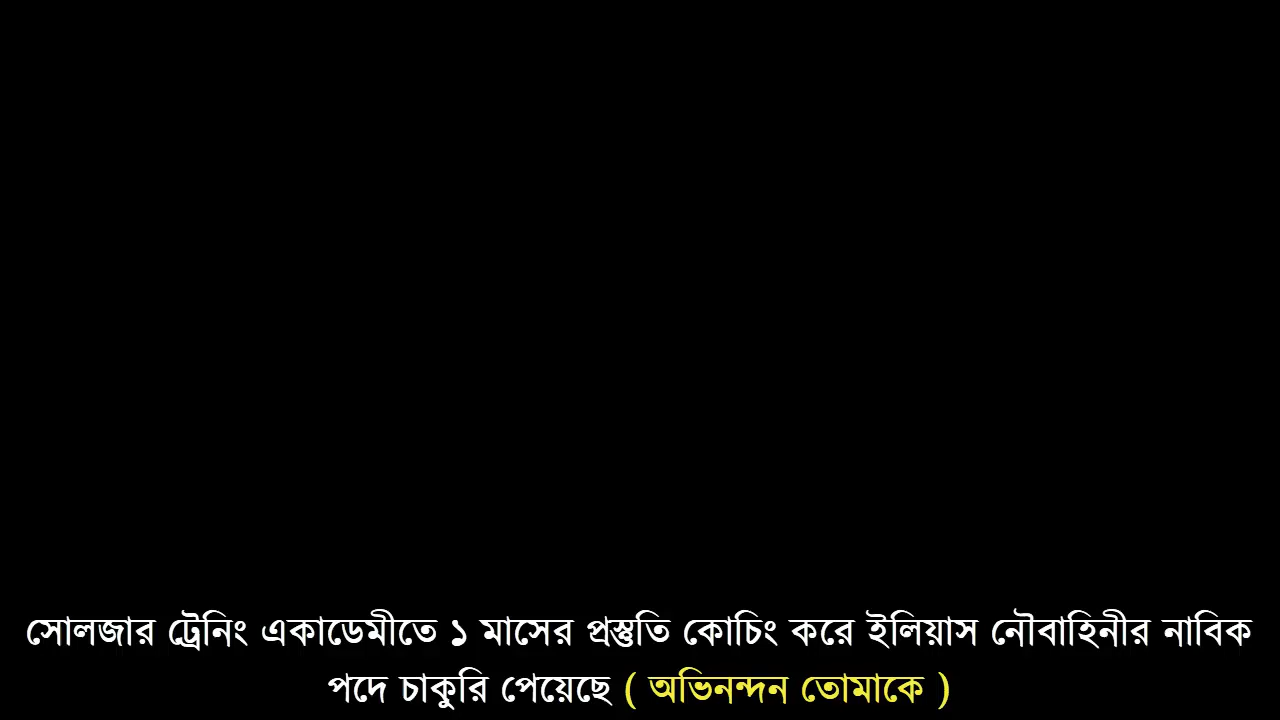 সোলজার ট্রেনিং একাডেমীতে ১ মাসের প্রস্তুতি কোচিং করে ইলিয়াস নৌবাহিনীর নাবিক
পদে চাকুরি পেয়েছে ( অভিনন্দন তোমাকে )